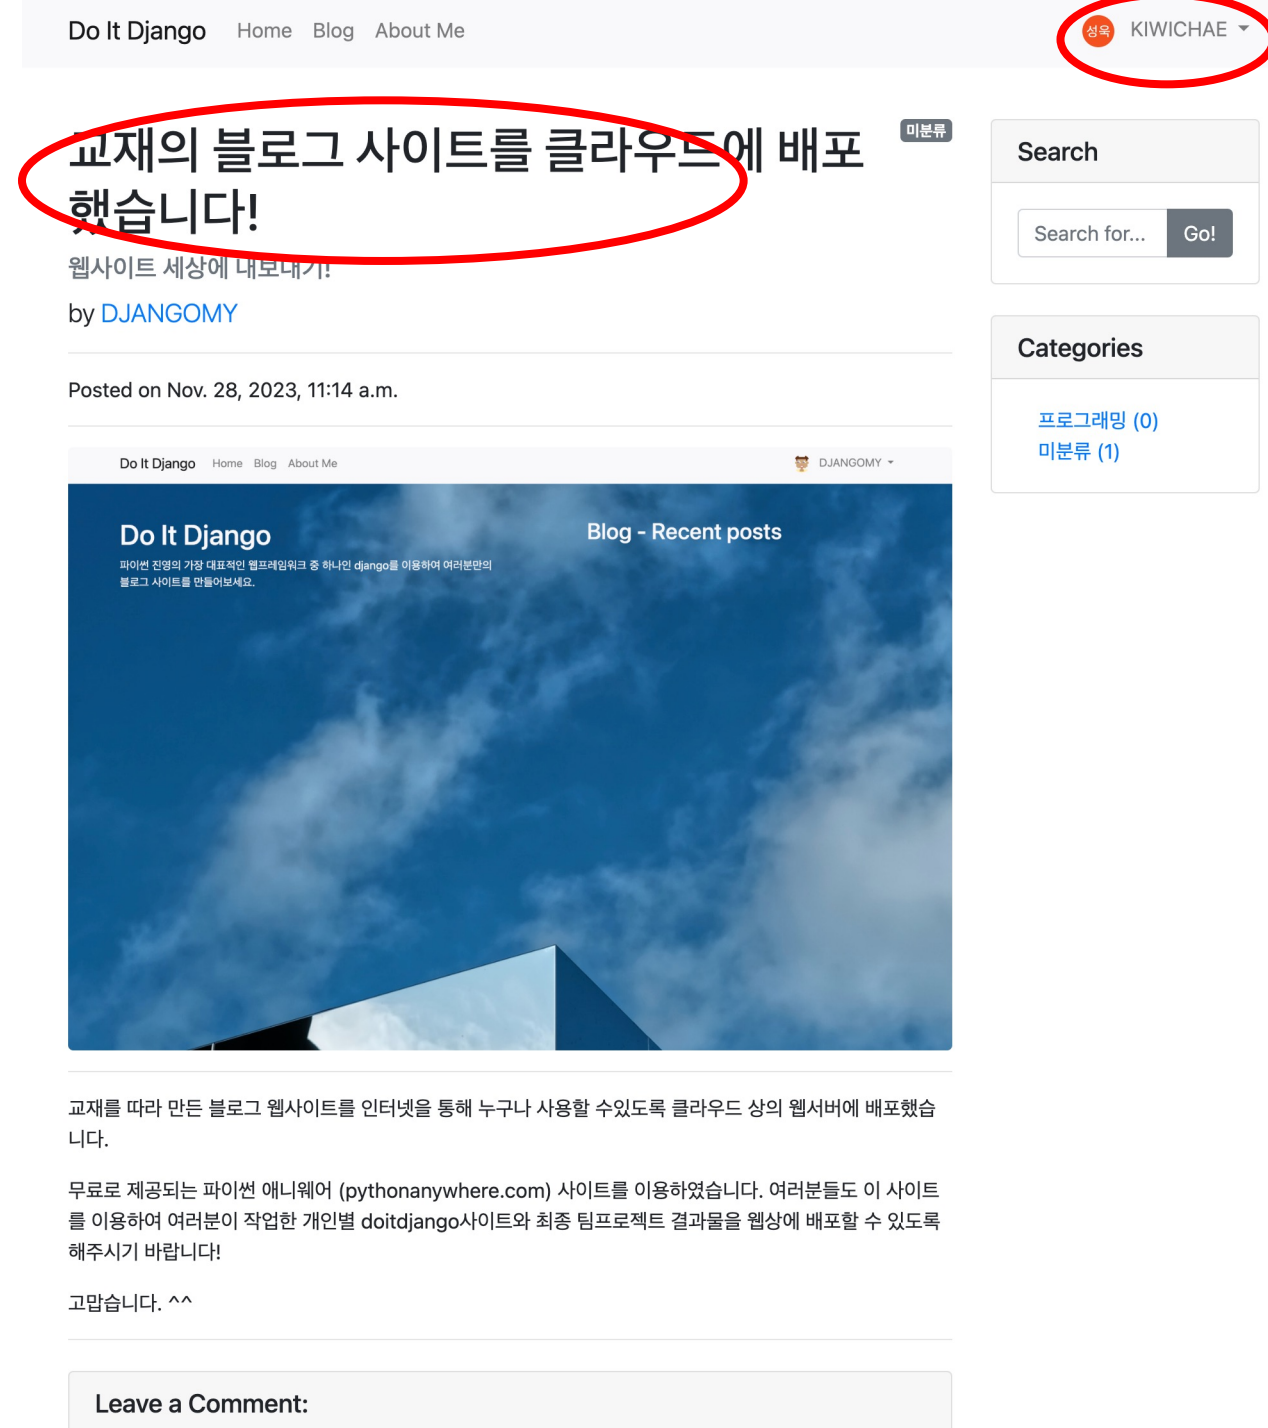 Do It Django Home Blog About Me 성욱 KIWICHAE
교재의 블로그 사이트를 클라우드에 배포
했습니다!
미분류
웹사이트 세상에 내보내기!
by DJANGOMY
Posted on Nov. 28, 2023, 11:14 a.m.
Do It Django Home Blog About Me DJANGOMY
Do It Django
파이썬 진영의 가장 대표적인 웹프레임워크 중 하나인 django를 이용하여 여러분만의
블로그 사이트를 만들어보세요.
Blog - Recent posts
교재를 따라 만든 블로그 웹사이트를 인터넷을 통해 누구나 사용할 수있도록 클라우드 상의 웹서버에 배포했습
니다.
무료로 제공되는 파이썬 애니웨어 (pythonanywhere.com) 사이트를 이용하였습니다. 여러분들도 이 사이트
를 이용하여 여러분이 작업한 개인별 doitdjango사이트와 최종 팀프로젝트 결과물을 웹상에 배포할 수 있도록
해주시기 바랍니다!
고맙습니다. ^^
Leave a Comment:
Search
Search for... Go!
Categories
프로그래밍 (0)
미분류 (1)